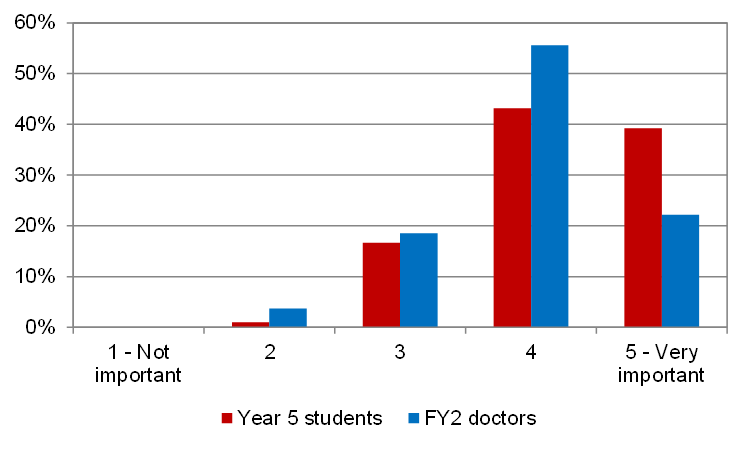 60%
50%
40%
30%
20%
10%
0%
1 - Not
important
2
3
4
5 - Very
important
Year 5 students
FY2 doctors